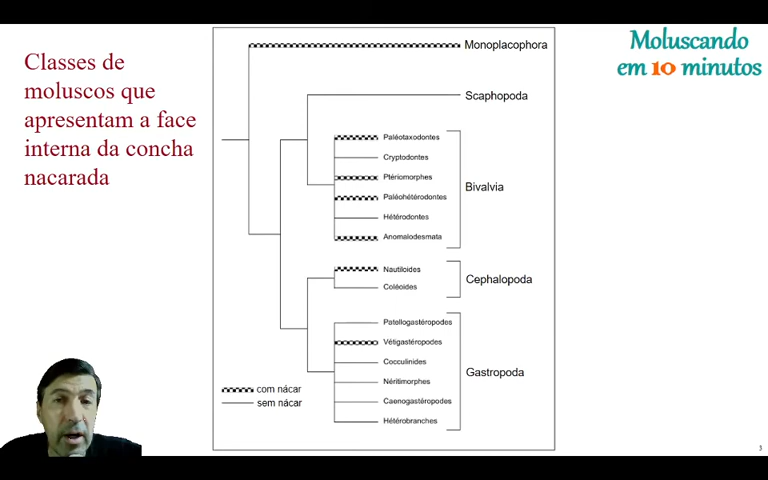 Classes de
moluscos que
apresentam a face
interna da concha
nacarada
Moluscando
em 10 minutos
Monoplacophora
Scaphopoda
Paléotaxodontes
Cryptodontes
Ptériomorphes
Paléohétérodontes
Hétérodontes
Anomalodesmata
Bivalvia
Nautiloides
Coléoides
Cephalopoda
Patellogastéropodes
Vétigastéropodes
Cocculinides
Néritimorphes
Caenogastéropodes
Hétérobranches
Gastropoda
com nácar
sem nácar
3